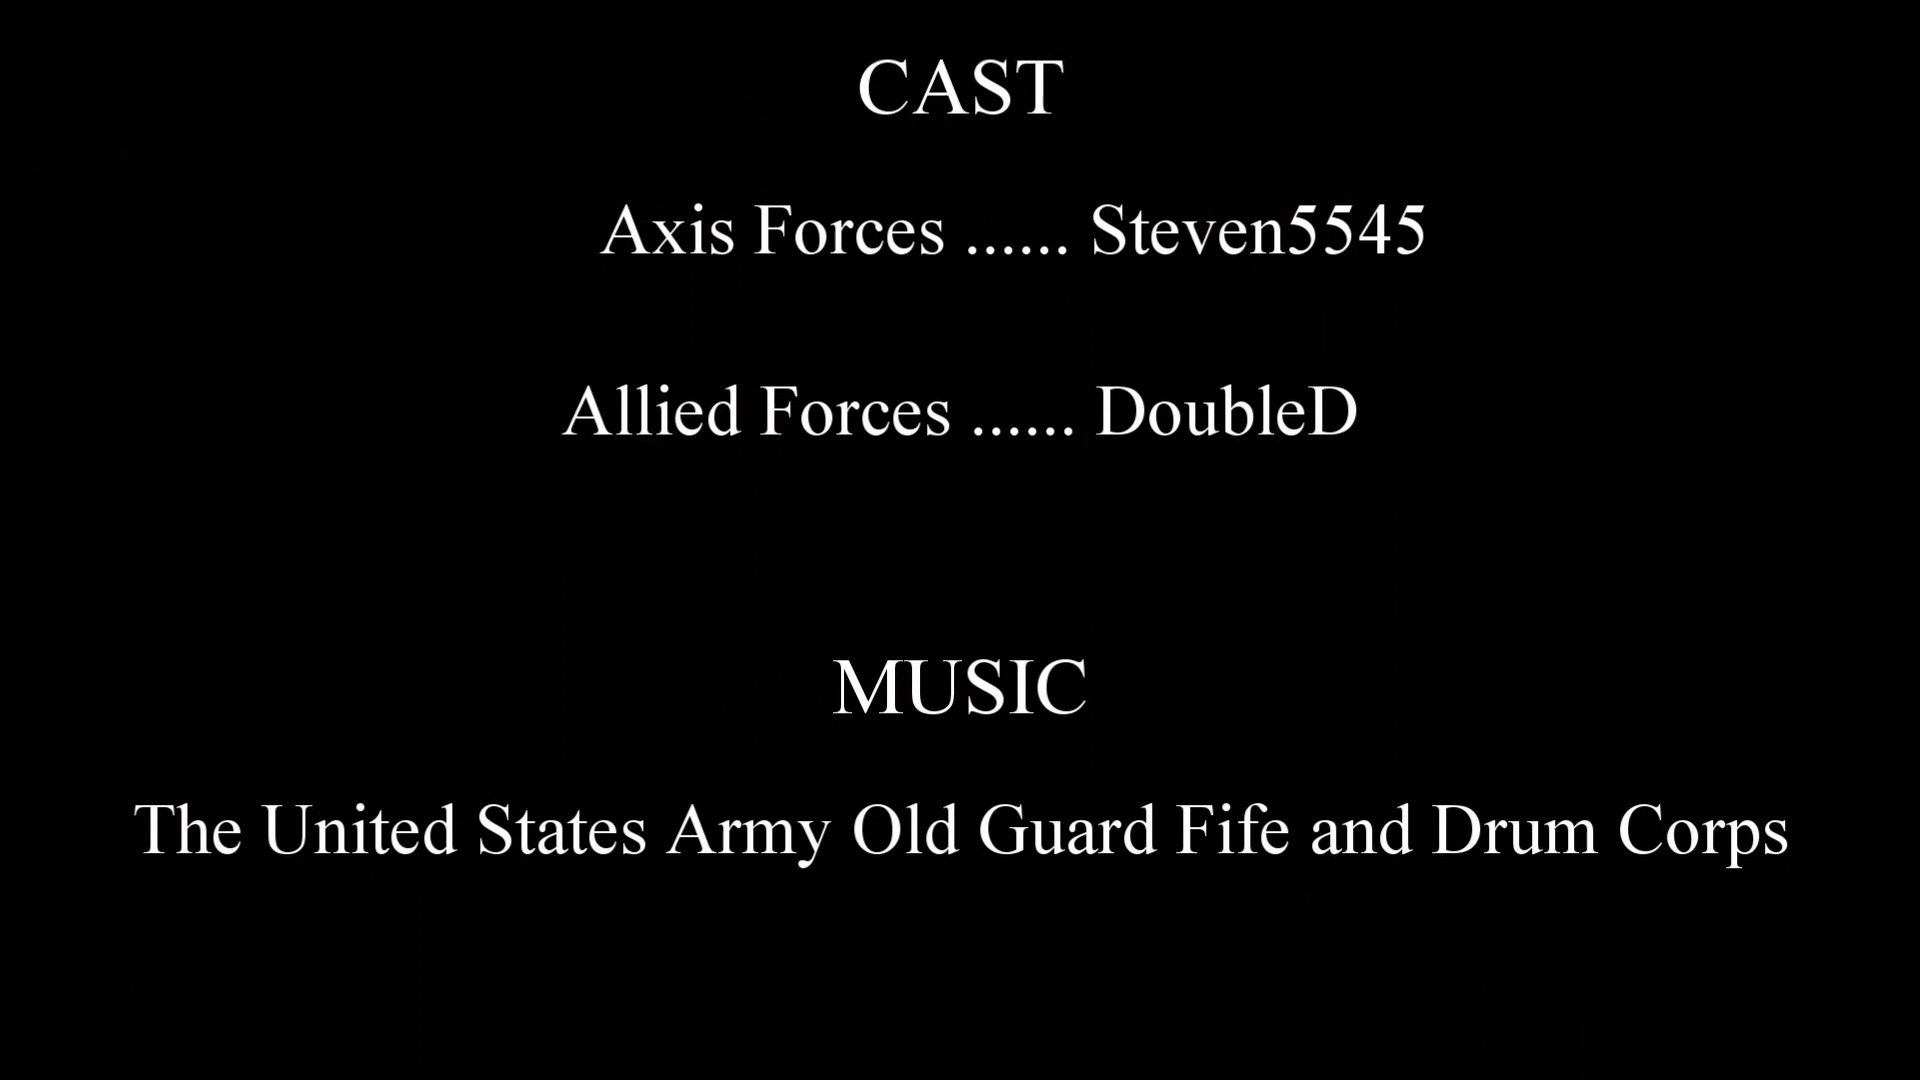 CAST
Axis Forces ...... Steven5545
Allied Forces ...... DoubleD
MUSIC
The United States Army Old Guard Fife and Drum Corps